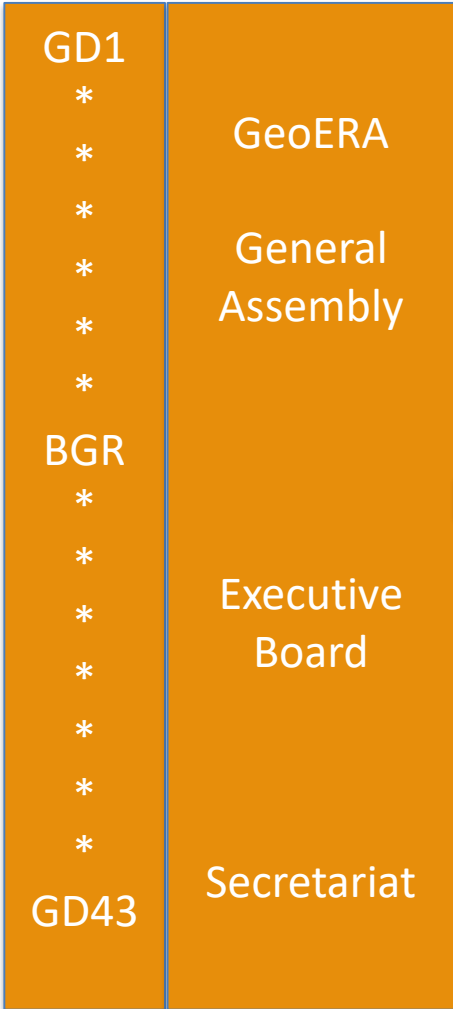 GD1
*
*
*
*
*
*
BGR
*
*
*
*
*
*
*
GD43
GeoERA
General
Assembly
Executive
Board
Secretariat